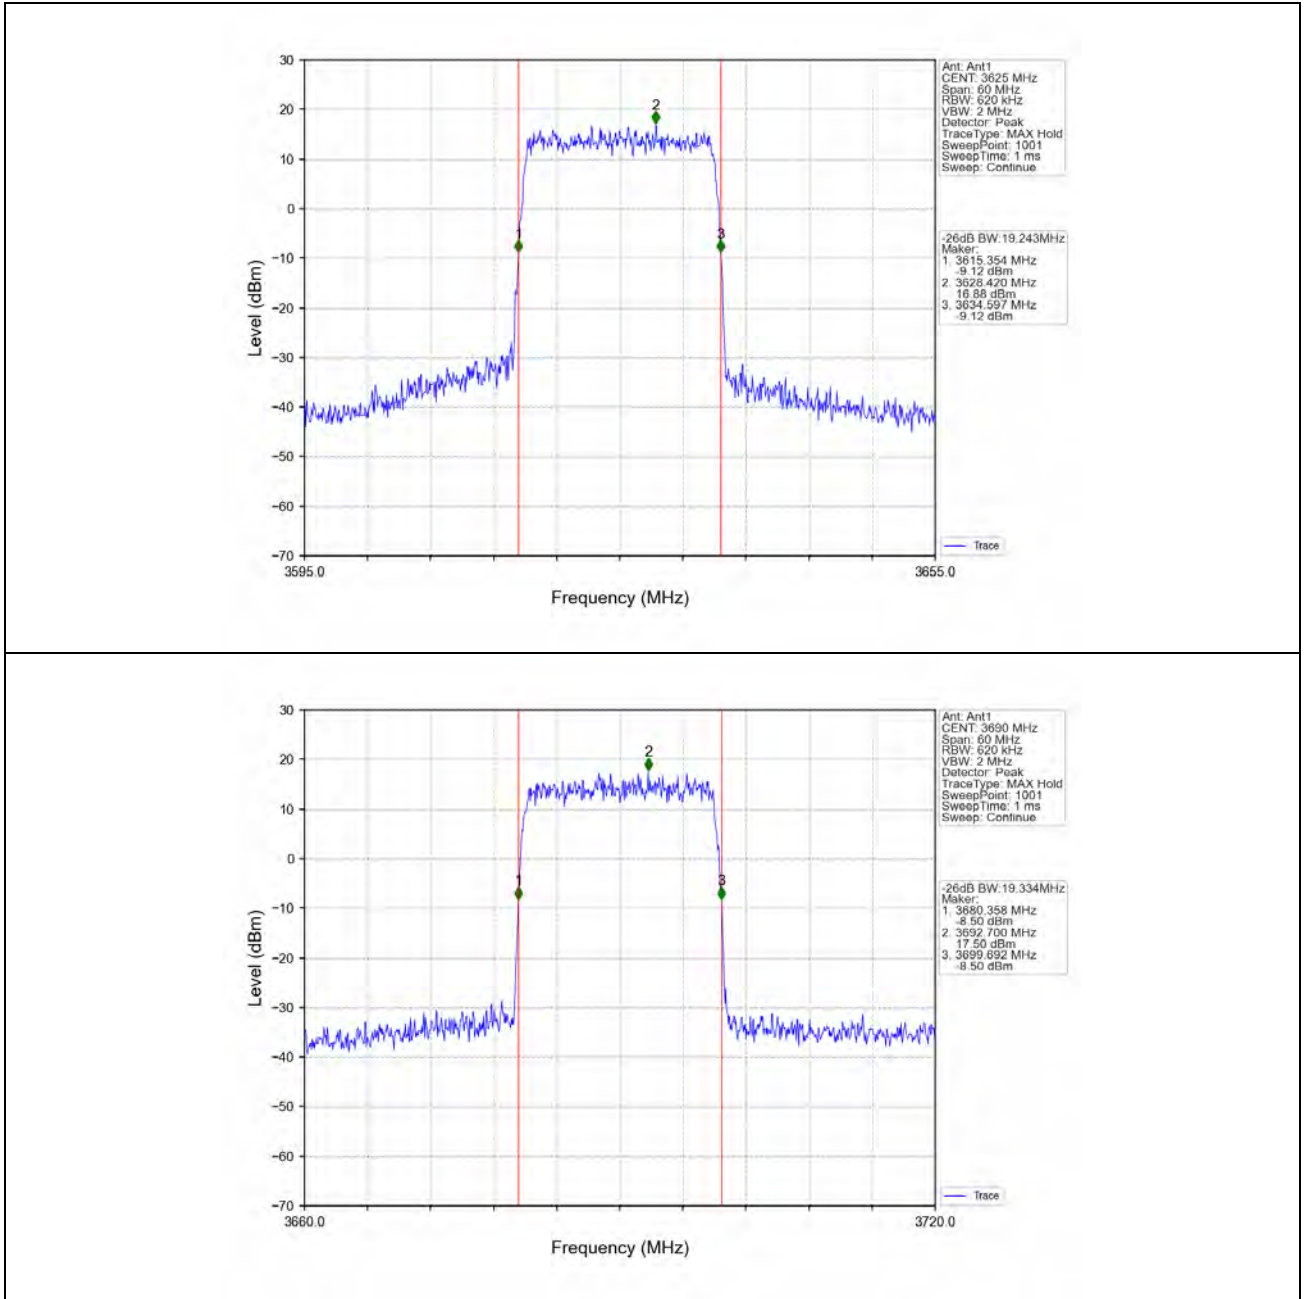 30
20
10
0
−10
−20
−30
−40
−50
−60
−70
Level (dBm)
1
2
3
3595.0
3655.0
Frequency (MHz)
Ant: Ant1
CENT: 3625 MHz
Span: 60 MHz
RBW: 620 kHz
VBW: 2 MHz
Detector: Peak
TraceType: MAX Hold
SweepPoint: 1001
SweepTime: 1 ms
Sweep: Continue
-26dB BW:19.243MHz
Maker:
1. 3615.354 MHz
-9.12 dBm
2. 3628.420 MHz
16.88 dBm
3. 3634.597 MHz
-9.12 dBm
Trace
30
20
10
0
−10
−20
−30
−40
−50
−60
−70
Level (dBm)
1
2
3
3660.0
3720.0
Frequency (MHz)
Ant: Ant1
CENT: 3690 MHz
Span: 60 MHz
RBW: 620 kHz
VBW: 2 MHz
Detector: Peak
TraceType: MAX Hold
SweepPoint: 1001
SweepTime: 1 ms
Sweep: Continue
-26dB BW:19.334MHz
Maker:
1. 3680.358 MHz
-8.50 dBm
2. 3692.700 MHz
17.50 dBm
3. 3699.692 MHz
-8.50 dBm
Trace